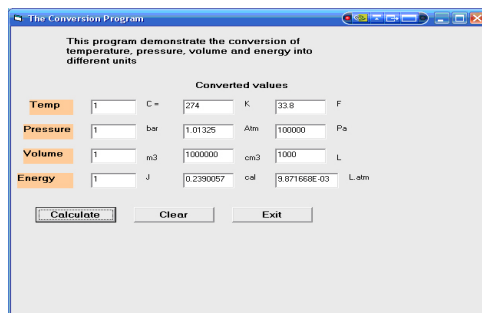 The Conversion Program
This program demonstrate the conversion of
temperature, pressure, volume and energy into
different units
Converted values
Temp 1 C = 274 K 33.8 F
Pressure 1 bar 1.01325 Atm 100000 Pa
Volume 1 m3 1000000 cm3 1000 L
Energy 1 J 0.2390057 cal 9.871668E-03 L.atm
Calculate Clear Exit